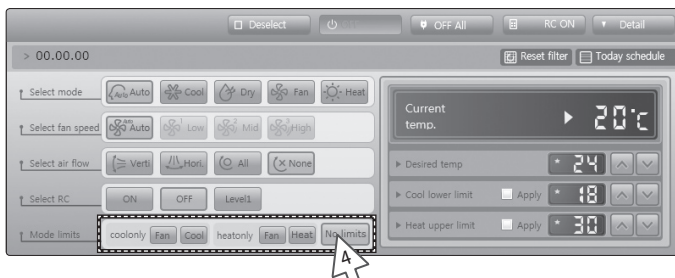 Deselect OFF All RC ON Detail
> 00.00.00 Reset filter Today schedule
Select mode Auto Auto Cool Dry Fan Heat
Select fan speed Auto Low Mid High
Select air flow Verti Hori. All None
Select RC ON OFF Level1
Mode limits coolonly Fan Cool heatonly Fan Heat No limits
4
Current
temp. 20°C
Desired temp * 24
Cool lower limit Apply * 18
Heat upper limit Apply * 30